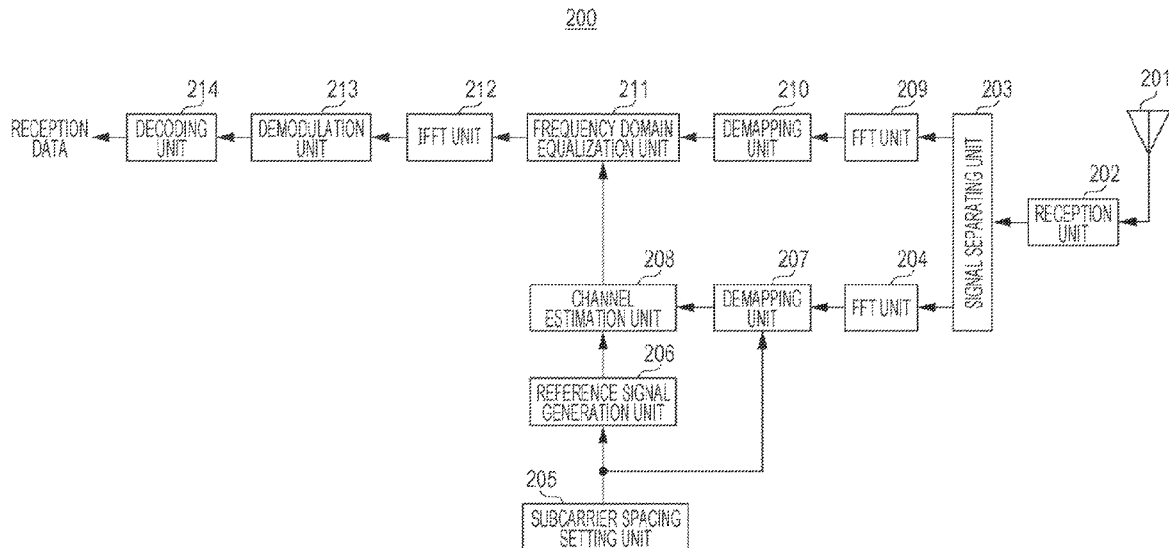 200
214
213
212
211
210
209
203
201
RECEPTION
DATA
DECODING
UNIT
DEMODULATION
UNIT
IFFT UNIT
FREQUENCY DOMAIN
EQUALIZATION UNIT
DEMAPPING
UNIT
FFT UNIT
SIGNAL SEPARATING UNIT
202
RECEPTION
UNIT
208
207
204
CHANNEL
ESTIMATION UNIT
DEMAPPING
UNIT
FFT UNIT
206
REFERENCE SIGNAL
GENERATION UNIT
205
SUBCARRIER SPACING
SETTING UNIT